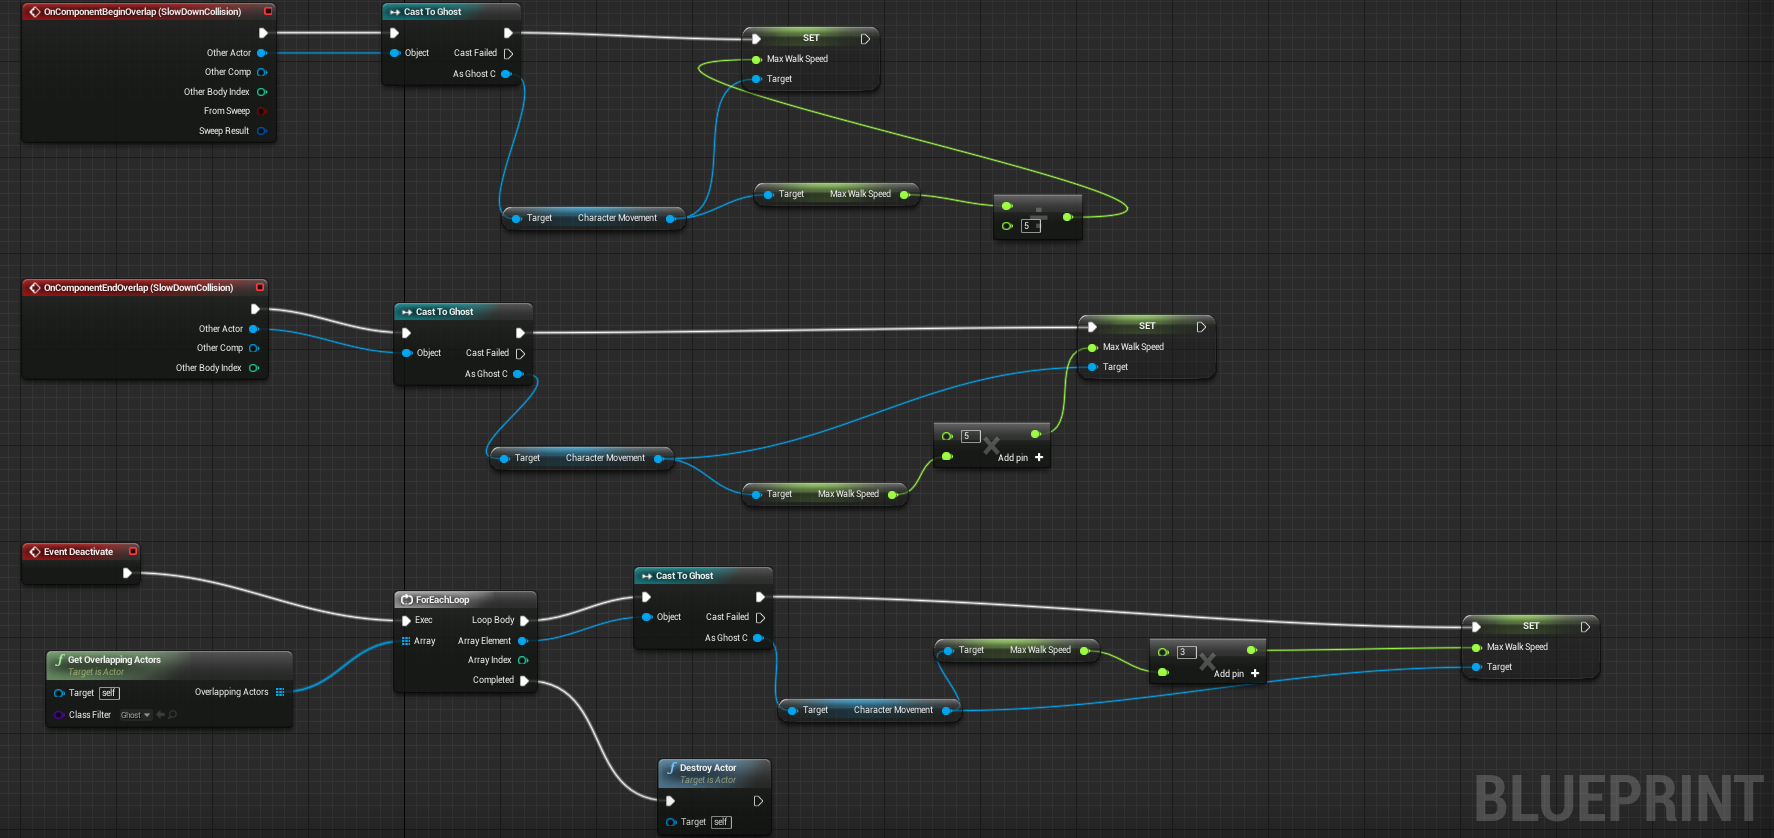 OnComponentBeginOverlap (SlowDownCollision)
Other Actor
Other Comp
Other Body Index
From Sweep
Sweep Result
Cast To Ghost
Object
Cast Failed
As Ghost C
SET
Max Walk Speed
Target
Target Character Movement
Target Max Walk Speed
5
OnComponentEndOverlap (SlowDownCollision)
Other Actor
Other Comp
Other Body Index
Cast To Ghost
Object
Cast Failed
As Ghost C
SET
Max Walk Speed
Target
Target Character Movement
Target Max Walk Speed
5
Add pin
Event Deactivate
Get Overlapping Actors
Target is Actor
Target self
Overlapping Actors
Class Filter Ghost
ForEachLoop
Exec Loop Body
Array Array Element
Array Index
Completed
Cast To Ghost
Object
Cast Failed
As Ghost C
Target Character Movement
Target Max Walk Speed
3
Add pin
SET
Max Walk Speed
Target
Destroy Actor
Target is Actor
Target self
BLUEPRINT